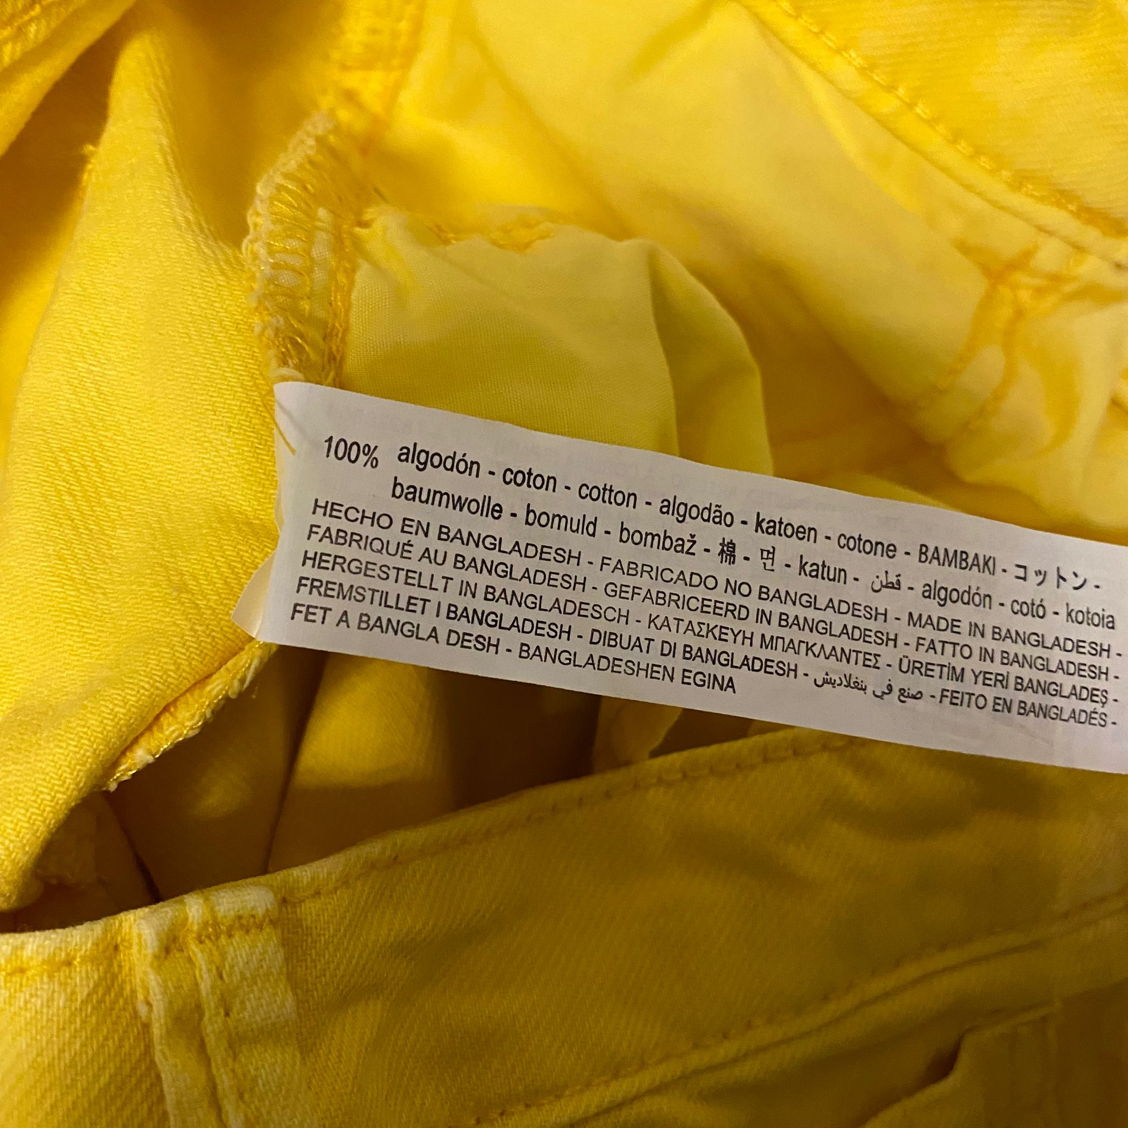 100% algodón - coton - cotton - algodão - katoen - cotone - BAMBAKI - コットン -
baumwolle - bomuld - bombaž - 棉 - 면 - katun - قطن - algodón - cotó - kotoia
HECHO EN BANGLADESH - FABRICADO NO BANGLADESH - MADE IN BANGLADESH -
FABRIQUÉ AU BANGLADESH - GEFABRICEERD IN BANGLADESH - FATTO IN BANGLADESH -
HERGESTELLT IN BANGLADESCH - ΚΑΤΑΣΚΕΥΗ ΜΠΑΓΚΛΑΝΤΕΣ - ÜRETİM YERİ BANGLADEŞ -
FREMSTILLET I BANGLADESH - DIBUAT DI BANGLADESH - صنع في بنغلاديش - FEITO EN BANGLADÉS -
FET A BANGLA DESH - BANGLADESHEN EGINA